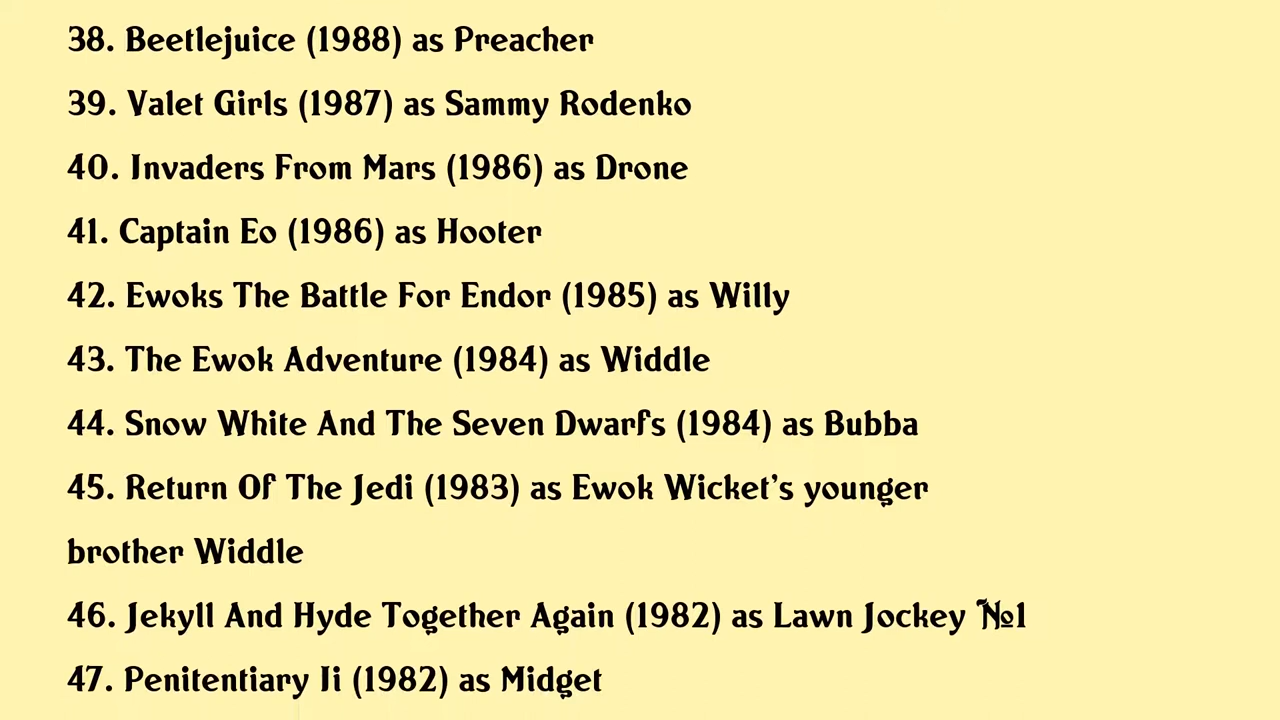 38. Beetlejuice (1988) as Preacher
39. Valet Girls (1987) as Sammy Rodenko
40. Invaders From Mars (1986) as Drone
41. Captain Eo (1986) as Hooter
42. Ewoks The Battle For Endor (1985) as Willy
43. The Ewok Adventure (1984) as Widdle
44. Snow White And The Seven Dwarfs (1984) as Bubba
45. Return Of The Jedi (1983) as Ewok Wicket's younger
brother Widdle
46. Jekyll And Hyde Together Again (1982) as Lawn Jockey №1
47. Penitentiary Ii (1982) as Midget